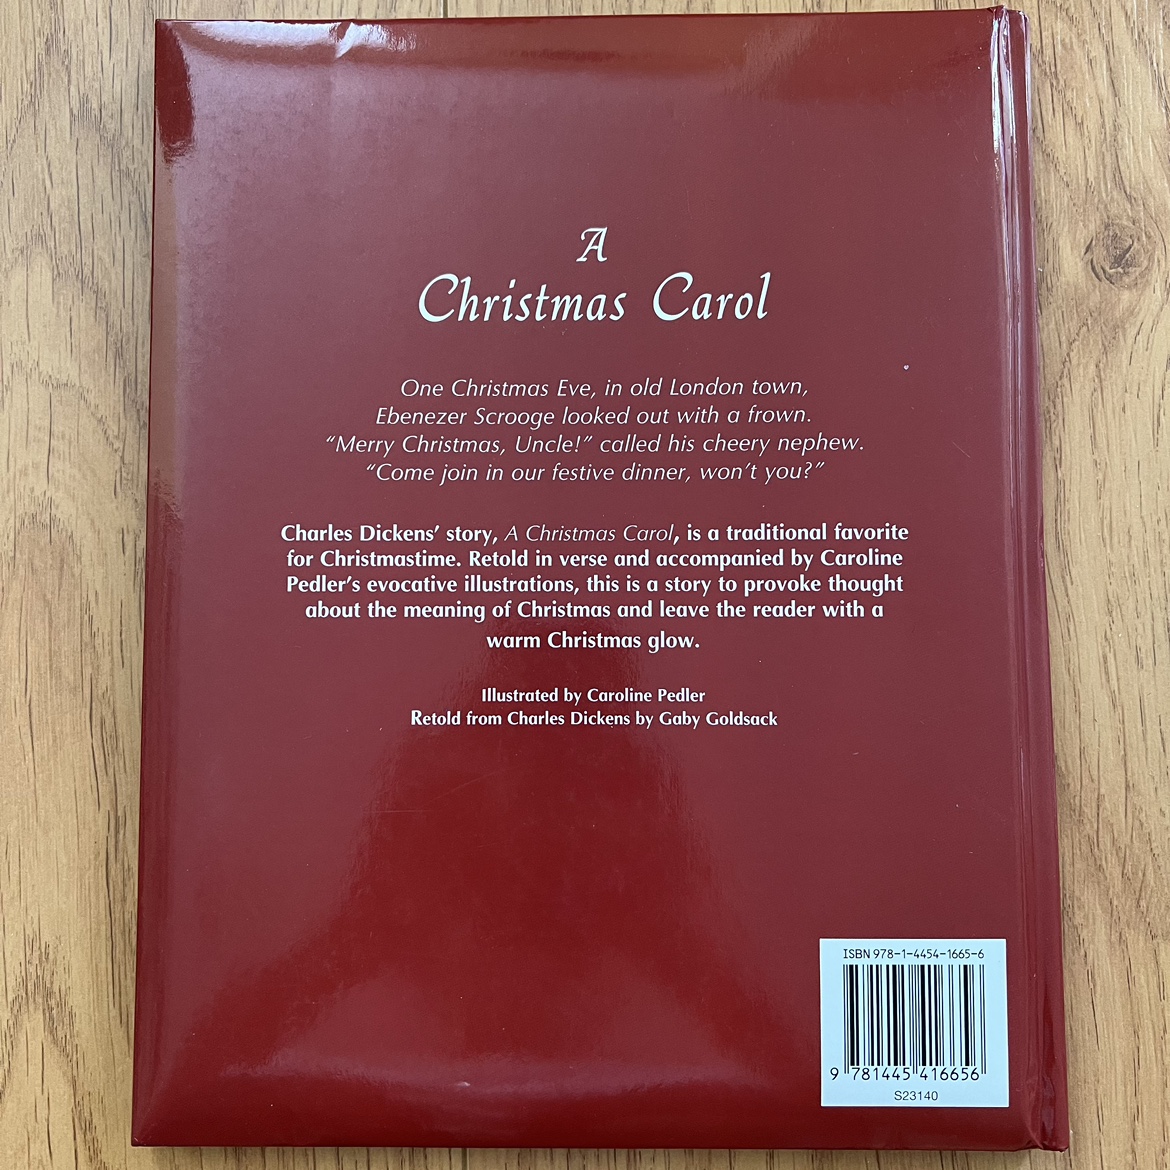 A
Christmas Carol
One Christmas Eve, in old London town,
Ebenezer Scrooge looked out with a frown.
“Merry Christmas, Uncle!” called his cheery nephew.
“Come join in our festive dinner, won’t you?”
Charles Dickens’ story, A Christmas Carol, is a traditional favorite
for Christmastime. Retold in verse and accompanied by Caroline
Pedler’s evocative illustrations, this is a story to provoke thought
about the meaning of Christmas and leave the reader with a
warm Christmas glow.
Illustrated by Caroline Pedler
Retold from Charles Dickens by Gaby Goldsack
ISBN 978-1-4454-1665-6
9 781445 416656
S23140